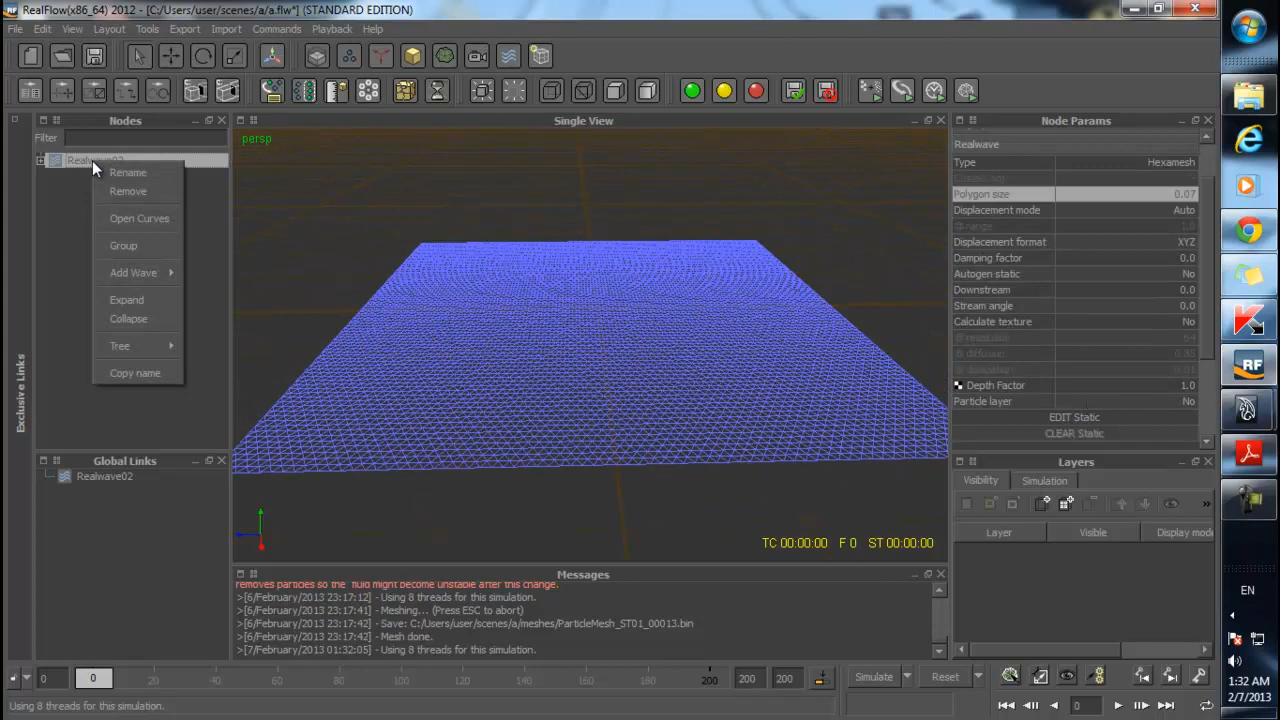 RealFlow(x86_64) 2012 - [C:/Users/user/scenes/a/a.flw*] (STANDARD EDITION)
File Edit View Layout Tools Export Import Commands Playback Help
Nodes
Filter
Rename
Remove
Open Curves
Group
Add Wave
Expand
Collapse
Tree
Copy name
Exclusive Links
Global Links
Realwave02
Single View
persp
TC 00:00:00 F 0 ST 00:00:00
Messages
removes particles so the fluid might become unstable after this change.
>[6/February/2013 23:17:12] - Using 8 threads for this simulation.
>[6/February/2013 23:17:41] - Meshing... (Press ESC to abort)
>[6/February/2013 23:17:42] - Save: C:/Users/user/scenes/a/meshes/ParticleMesh_ST01_00013.bin
>[6/February/2013 23:17:42] - Mesh done.
>[7/February/2013 01:32:05] - Using 8 threads for this simulation.
Node Params
Realwave
Type Hexamesh
Polygon size 0.07
Displacement mode Auto
Displacement format XYZ
Damping factor 0.0
Autogen static No
Downstream 0.0
Stream angle 0.0
Calculate texture No
Depth Factor 1.0
Particle layer No
EDIT Static
CLEAR Static
Layers
Visibility Simulation
Layer Visible Display mode
0 0 20 40 60 80 100 120 140 160 180 200 200 200 Simulate Reset
0
Using 8 threads for this simulation.
RF
EN
1:32 AM
2/7/2013